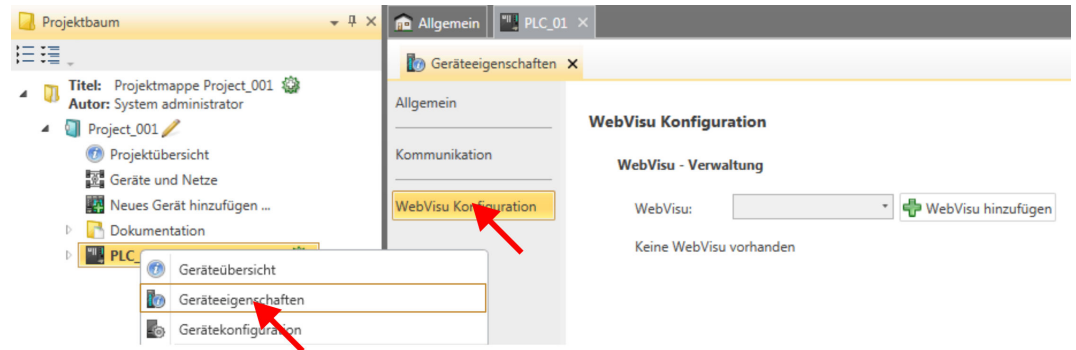 Projektbaum
Allgemein
PLC_01
Geräteeigenschaften
Titel: Projektmappe Project_001
Autor: System administrator
Project_001
Projektübersicht
Geräte und Netze
Neues Gerät hinzufügen ...
Dokumentation
PLC_
Geräteübersicht
Geräteeigenschaften
Gerätekonfiguration
Allgemein
Kommunikation
WebVisu Konfiguration
WebVisu Konfiguration
WebVisu - Verwaltung
WebVisu: WebVisu hinzufügen
Keine WebVisu vorhanden